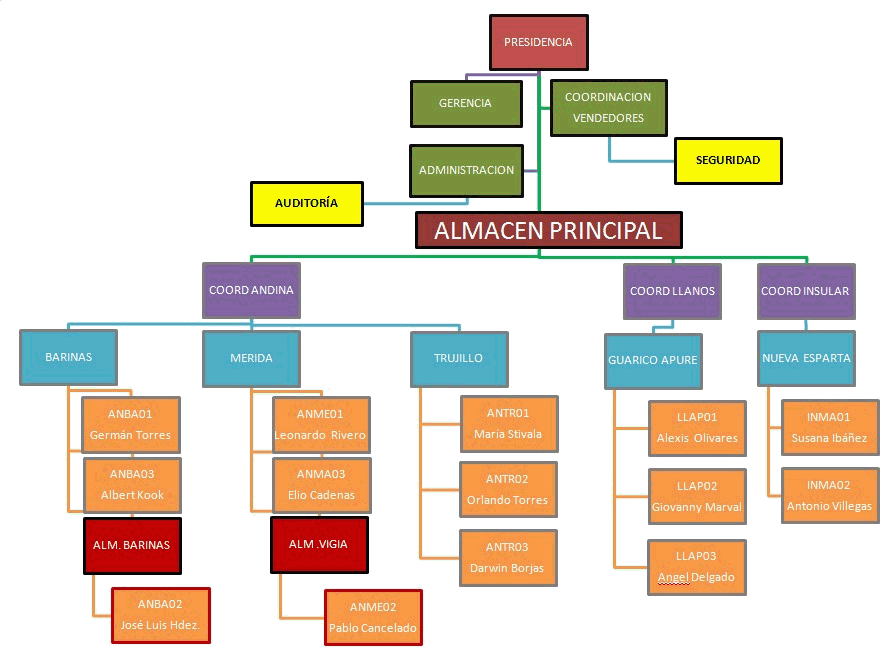 PRESIDENCIA
GERENCIA
COORDINACION
VENDEDORES
ADMINISTRACION
SEGURIDAD
AUDITORÍA
ALMACEN PRINCIPAL
COORD ANDINA
COORD LLANOS
COORD INSULAR
BARINAS
MERIDA
TRUJILLO
GUARICO APURE
NUEVA ESPARTA
ANBA01
Germán Torres
ANBA03
Albert Kook
ALM. BARINAS
ANBA02
José Luis Hdez.
ANME01
Leonardo Rivero
ANMA03
Elio Cadenas
ALM .VIGIA
ANME02
Pablo Cancelado
ANTR01
María Stivala
ANTR02
Orlando Torres
ANTR03
Darwin Borjas
LLAP01
Alexis Olivares
LLAP02
Giovanny Marval
LLAP03
Angel Delgado
INMA01
Susana Ibáñez
INMA02
Antonio Villegas